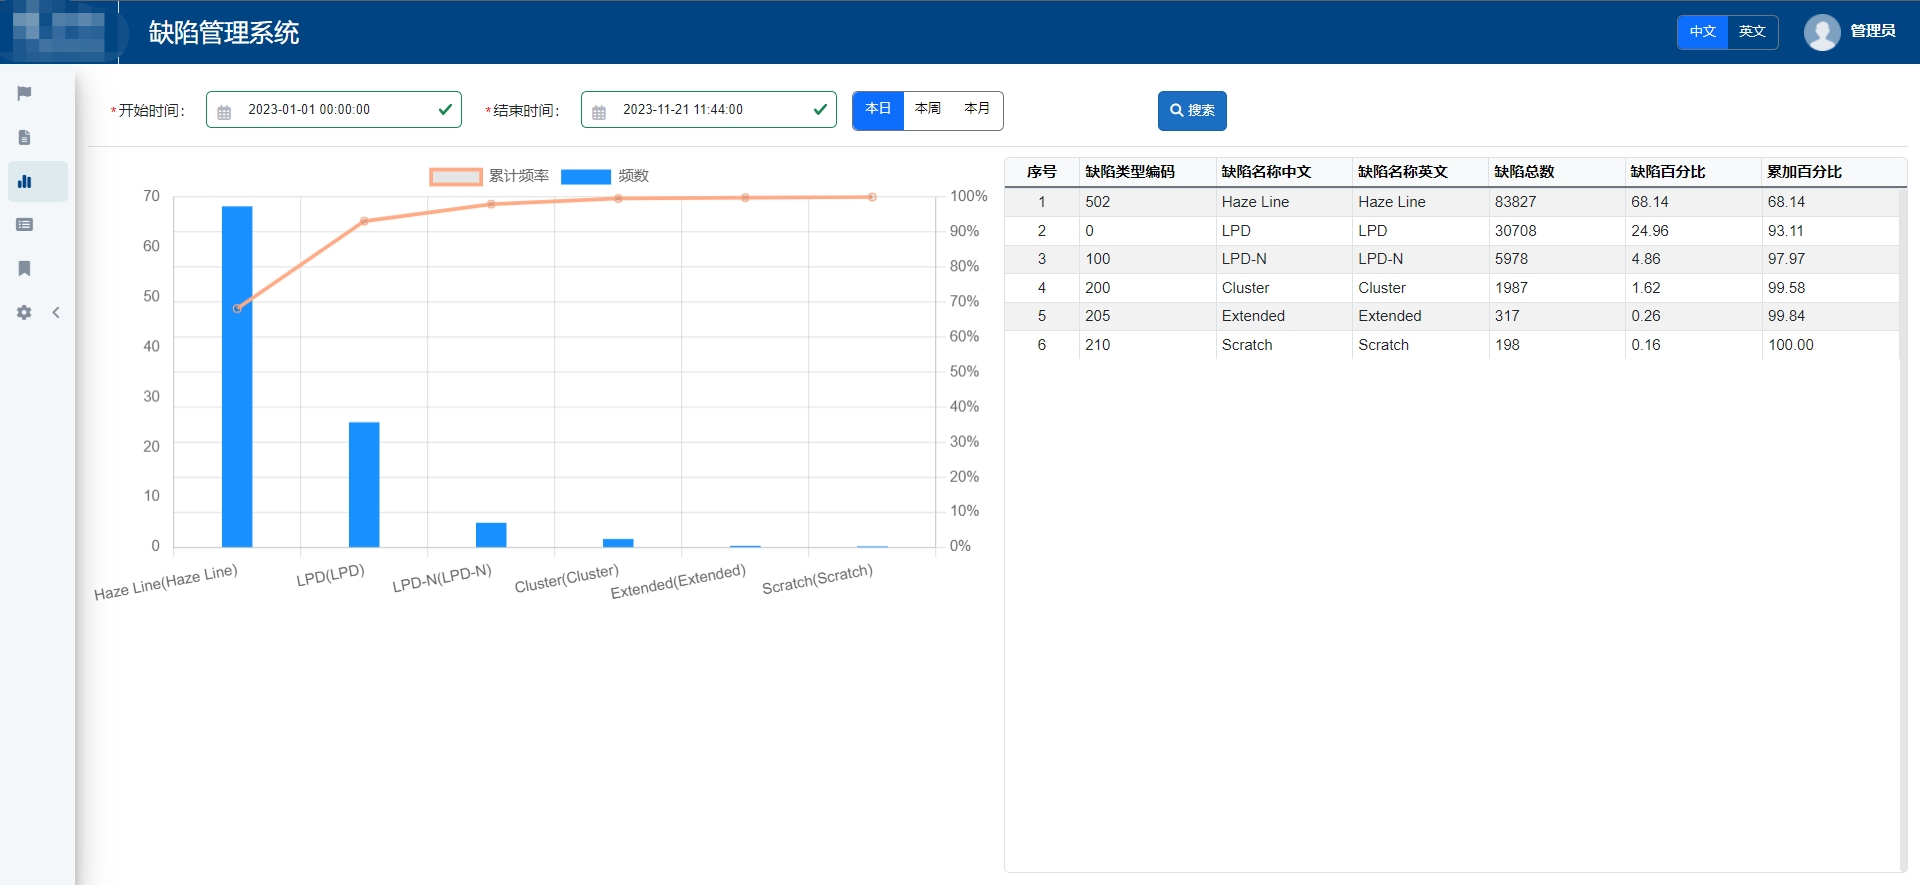 缺陷管理系统
中文 英文 管理员
*开始时间： 2023-01-01 00:00:00 *结束时间： 2023-11-21 11:44:00 本日 本周 本月 搜索
累计频率 频数
70
60
50
40
30
20
10
0
100%
90%
80%
70%
60%
50%
40%
30%
20%
10%
0%
Haze Line(Haze Line) LPD(LPD) LPD-N(LPD-N) Cluster(Cluster) Extended(Extended) Scratch(Scratch)
序号 缺陷类型编码 缺陷名称中文 缺陷名称英文 缺陷总数 缺陷百分比 累加百分比
1 502 Haze Line Haze Line 83827 68.14 68.14
2 0 LPD LPD 30708 24.96 93.11
3 100 LPD-N LPD-N 5978 4.86 97.97
4 200 Cluster Cluster 1987 1.62 99.58
5 205 Extended Extended 317 0.26 99.84
6 210 Scratch Scratch 198 0.16 100.00